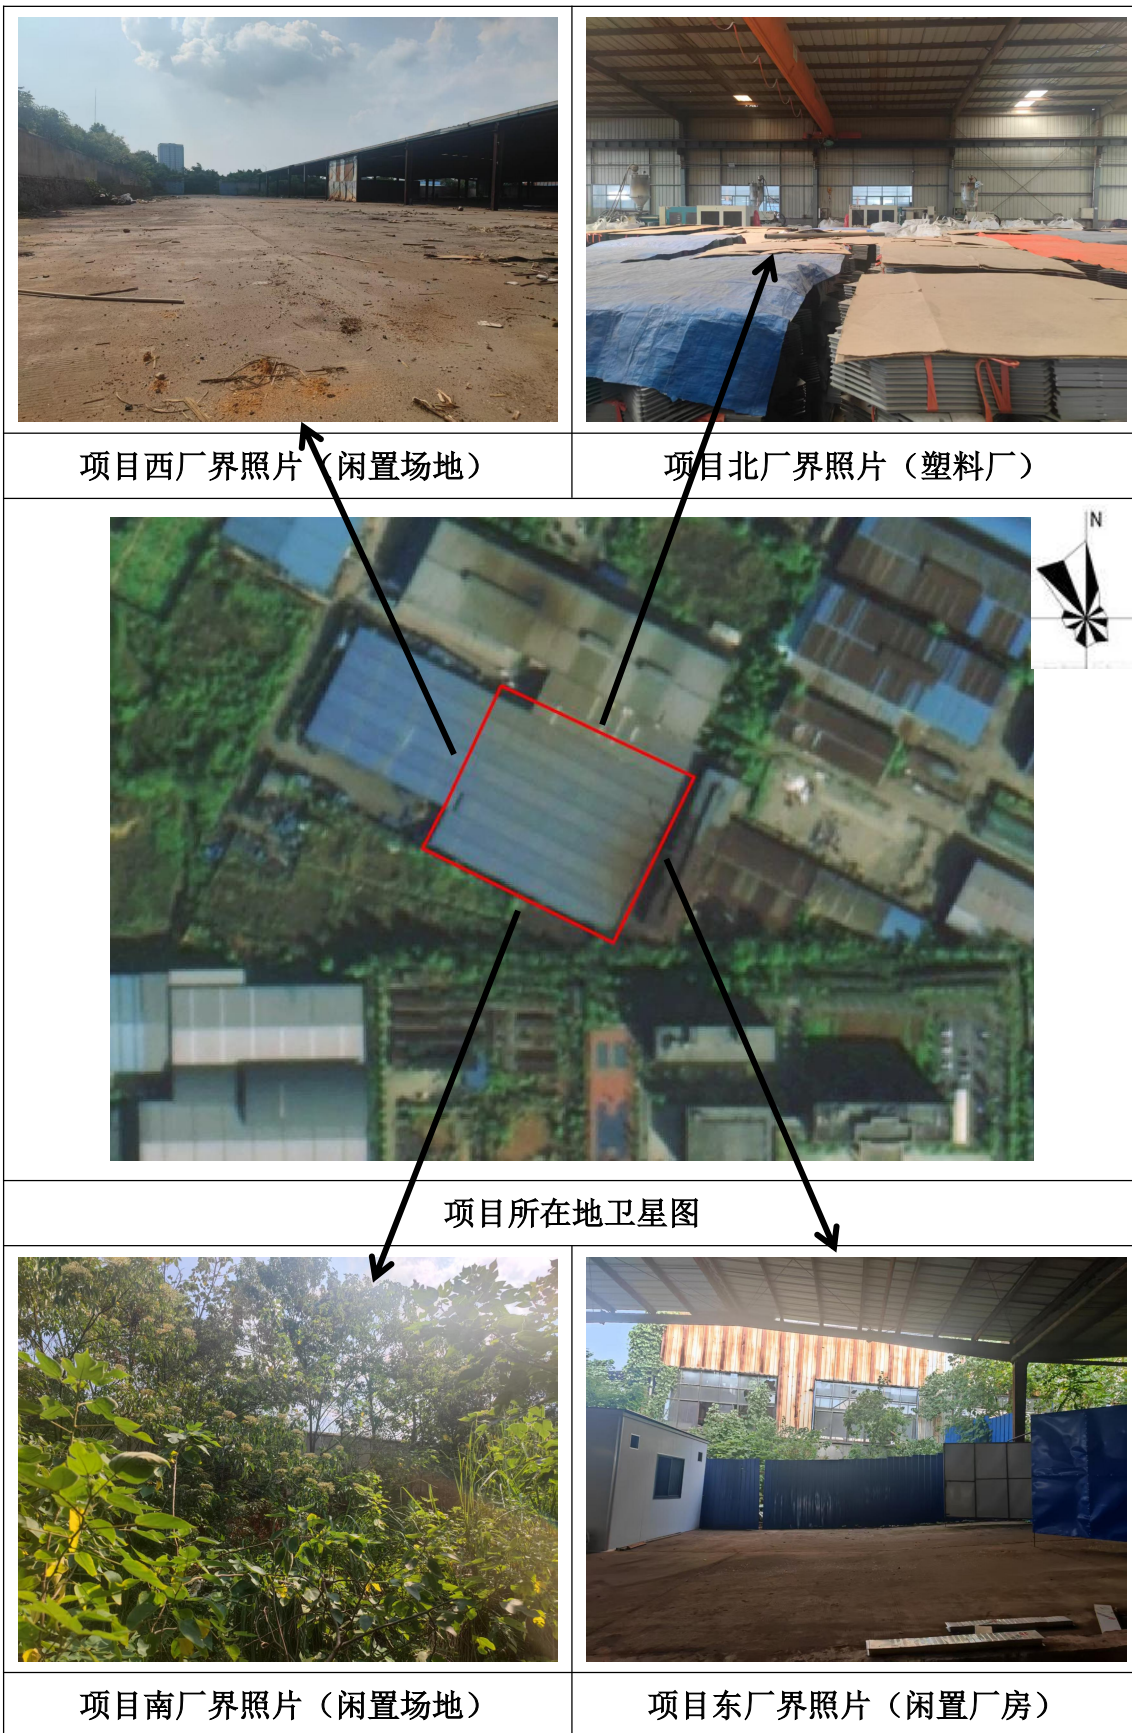 项目西厂界照片（闲置场地）
项目北厂界照片（塑料厂）
N
项目所在地卫星图
项目南厂界照片（闲置场地）
项目东厂界照片（闲置厂房）